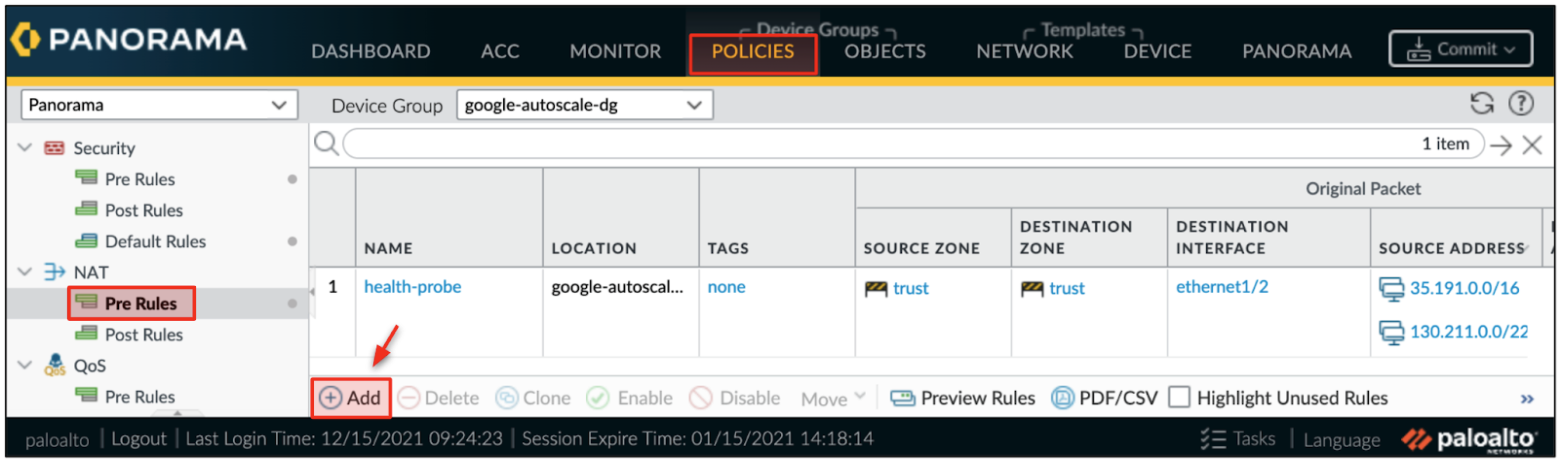 PANORAMA
Device Groups
Templates
DASHBOARD ACC MONITOR POLICIES OBJECTS NETWORK DEVICE PANORAMA Commit
Panorama Device Group google-autoscale-dg
Security
1 item
Pre Rules
Post Rules
Default Rules
NAT
Pre Rules
Post Rules
QoS
Pre Rules
Original Packet
NAME LOCATION TAGS SOURCE ZONE DESTINATION ZONE DESTINATION INTERFACE SOURCE ADDRESS
1 health-probe google-autoscal... none trust trust ethernet1/2 35.191.0.0/16
130.211.0.0/22
Add Delete Clone Enable Disable Move Preview Rules PDF/CSV Highlight Unused Rules »
paloalto | Logout | Last Login Time: 12/15/2021 09:24:23 | Session Expire Time: 01/15/2021 14:18:14 Tasks | Language paloalto
NETWORKS